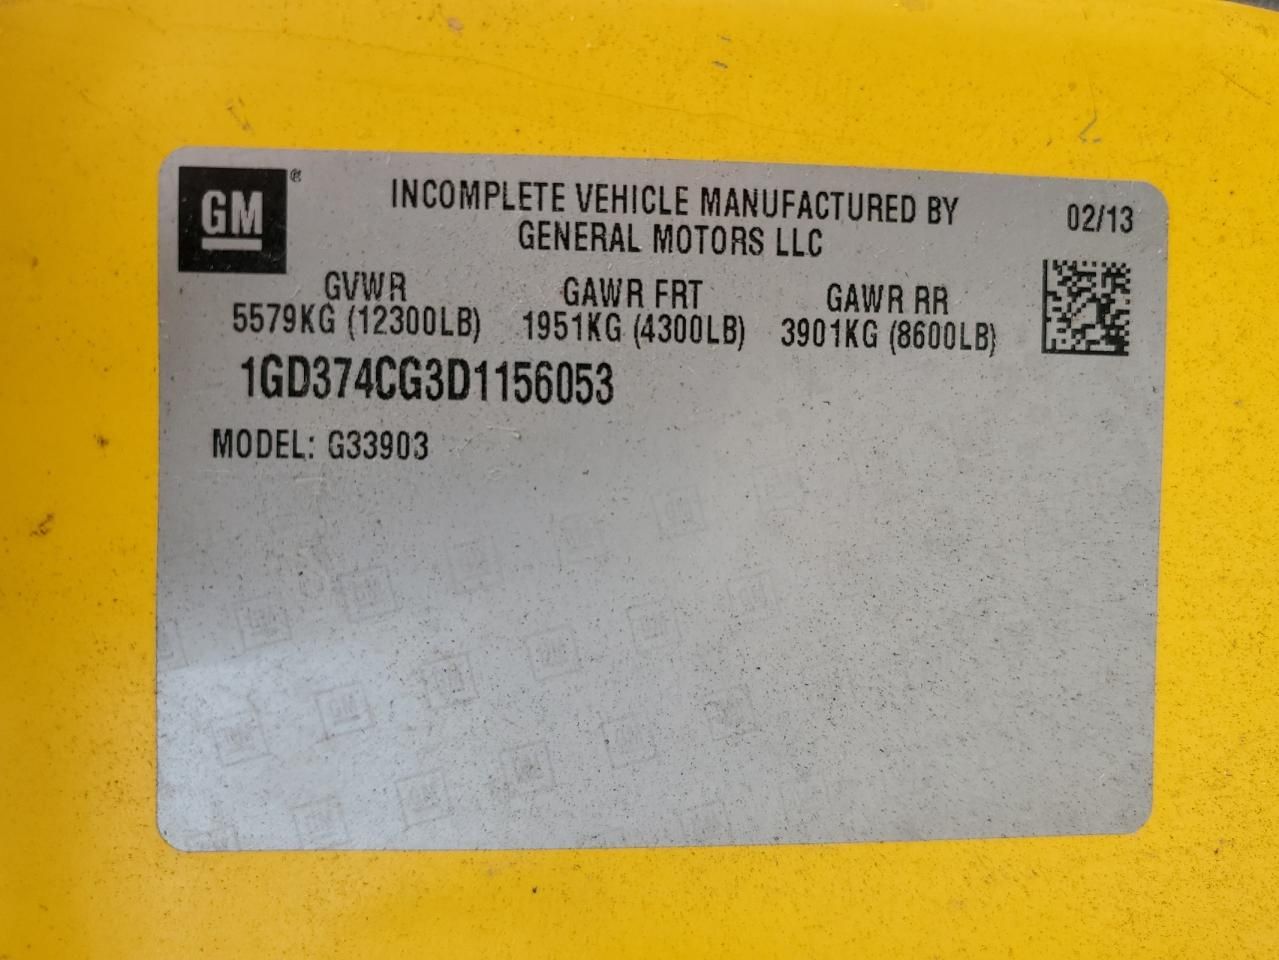 GM®
INCOMPLETE VEHICLE MANUFACTURED BY
GENERAL MOTORS LLC
02/13
GVWR GAWR FRT GAWR RR
5579KG (12300LB) 1951KG (4300LB) 3901KG (8600LB)
1GD374CG3D1156053
MODEL: G33903